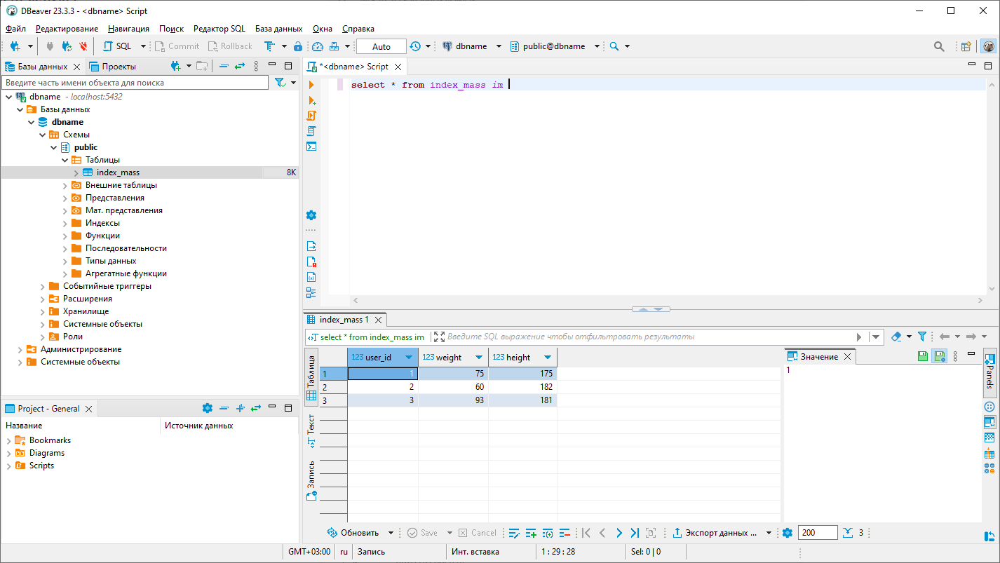 DBeaver 23.3.3 - <dbname> Script
Файл Редактирование Навигация Поиск Редактор SQL База данных Окна Справка
SQL Commit Rollback Auto dbname public@dbname
Базы данных Проекты
*<dbname> Script
Введите часть имени объекта для поиска
select * from index_mass im
dbname - localhost:5432
Базы данных
dbname
Схемы
public
Таблицы
index_mass 8K
Внешние таблицы
Представления
Мат. представления
Индексы
Функции
Последовательности
Типы данных
Агрегатные функции
Событийные триггеры
Расширения
Хранилище
Системные объекты
Роли
Администрирование
Системные объекты
Project - General
Название Источник данных
Bookmarks
Diagrams
Scripts
index_mass 1
select * from index_mass im Введите SQL выражение чтобы отфильтровать результаты
Таблица
Текст
Запись
123 user_id 123 weight 123 height
1 1 75 175
2 2 60 182
3 3 93 181
Значение
1
Panels
Обновить Save Cancel Экспорт данных ... 200 3
GMT+03:00 ru Запись Инт. вставка 1 : 29 : 28 Sel: 0 | 0